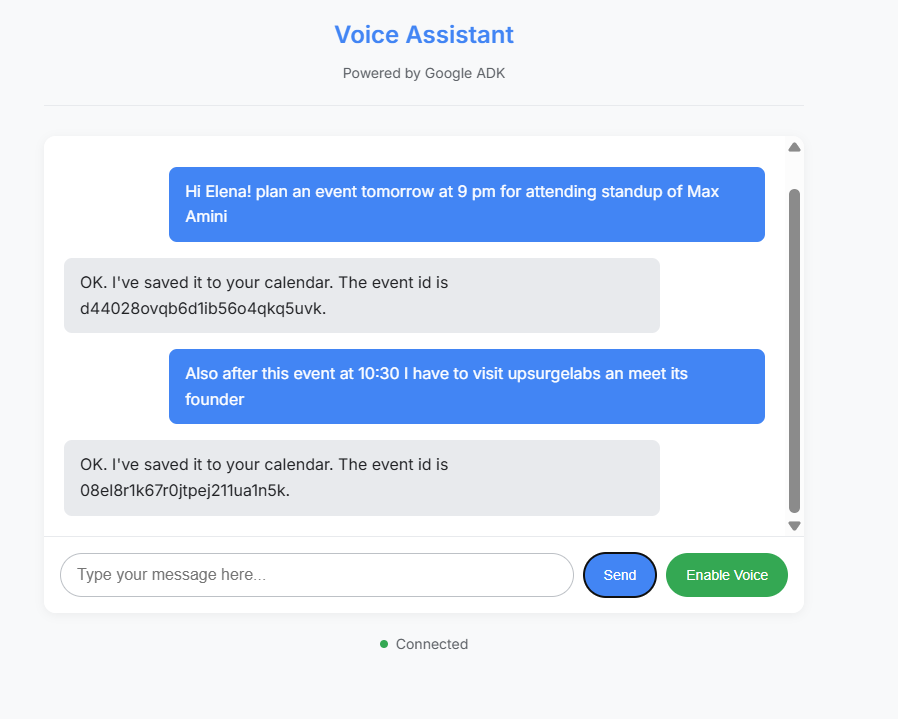 Voice Assistant
Powered by Google ADK
Hi Elena! plan an event tomorrow at 9 pm for attending standup of Max
Amini
OK. I've saved it to your calendar. The event id is
d44028ovqb6d1ib56o4qkq5uvk.
Also after this event at 10:30 I have to visit upsurgelabs an meet its
founder
OK. I've saved it to your calendar. The event id is
08el8r1k67r0jtpej211ua1n5k.
Type your message here...
Send
Enable Voice
Connected